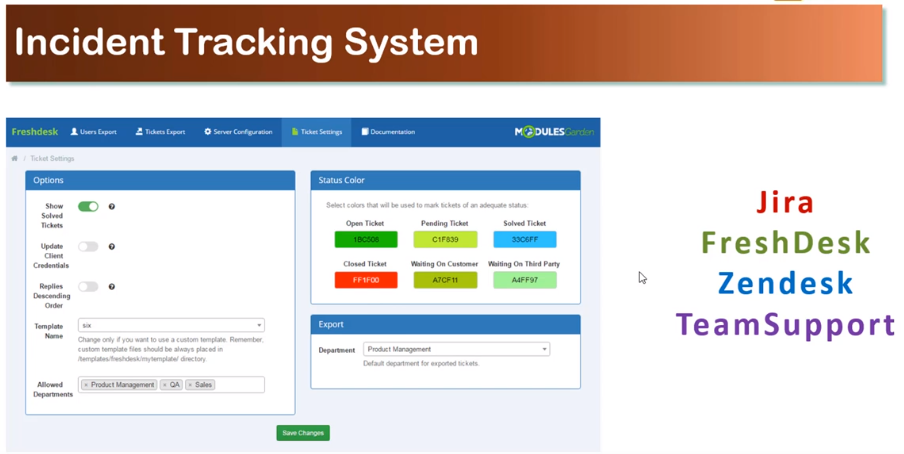 Incident Tracking System
Freshdesk Users Export Tickets Export Server Configuration Ticket Settings Documentation MODULESGarden
/ Ticket Settings
Options
Show Solved Tickets
Update Client Credentials
Replies Descending Order
Template Name
six
Change only if you want to use a custom template. Remember,
custom template files should be always placed in
/templates/freshdesk/mytemplate/ directory.
Allowed Departments
× Product Management × QA × Sales
Status Color
Select colors that will be used to mark tickets of an adequate status:
Open Ticket Pending Ticket Solved Ticket
1BC808 C1F839 33C6FF
Closed Ticket Waiting On Customer Waiting On Third Party
FF1F00 A7CF11 A4FF97
Export
Department Product Management
Default department for exported tickets.
Save Changes
Jira
FreshDesk
Zendesk
TeamSupport